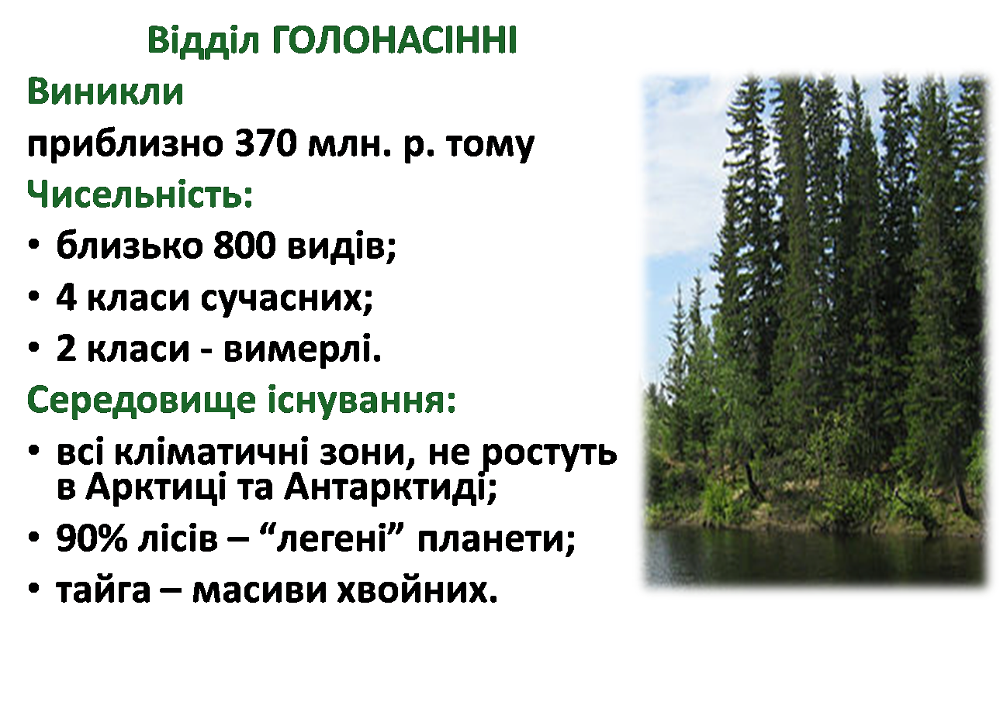 Відділ ГОЛОНАСІННІ
Виникли
приблизно 370 млн. р. тому
Чисельність:
• близько 800 видів;
• 4 класи сучасних;
• 2 класи - вимерлі.
Середовище існування:
• всі кліматичні зони, не ростуть
в Арктиці та Антарктиді;
• 90% лісів – “легені” планети;
• тайга – масиви хвойних.